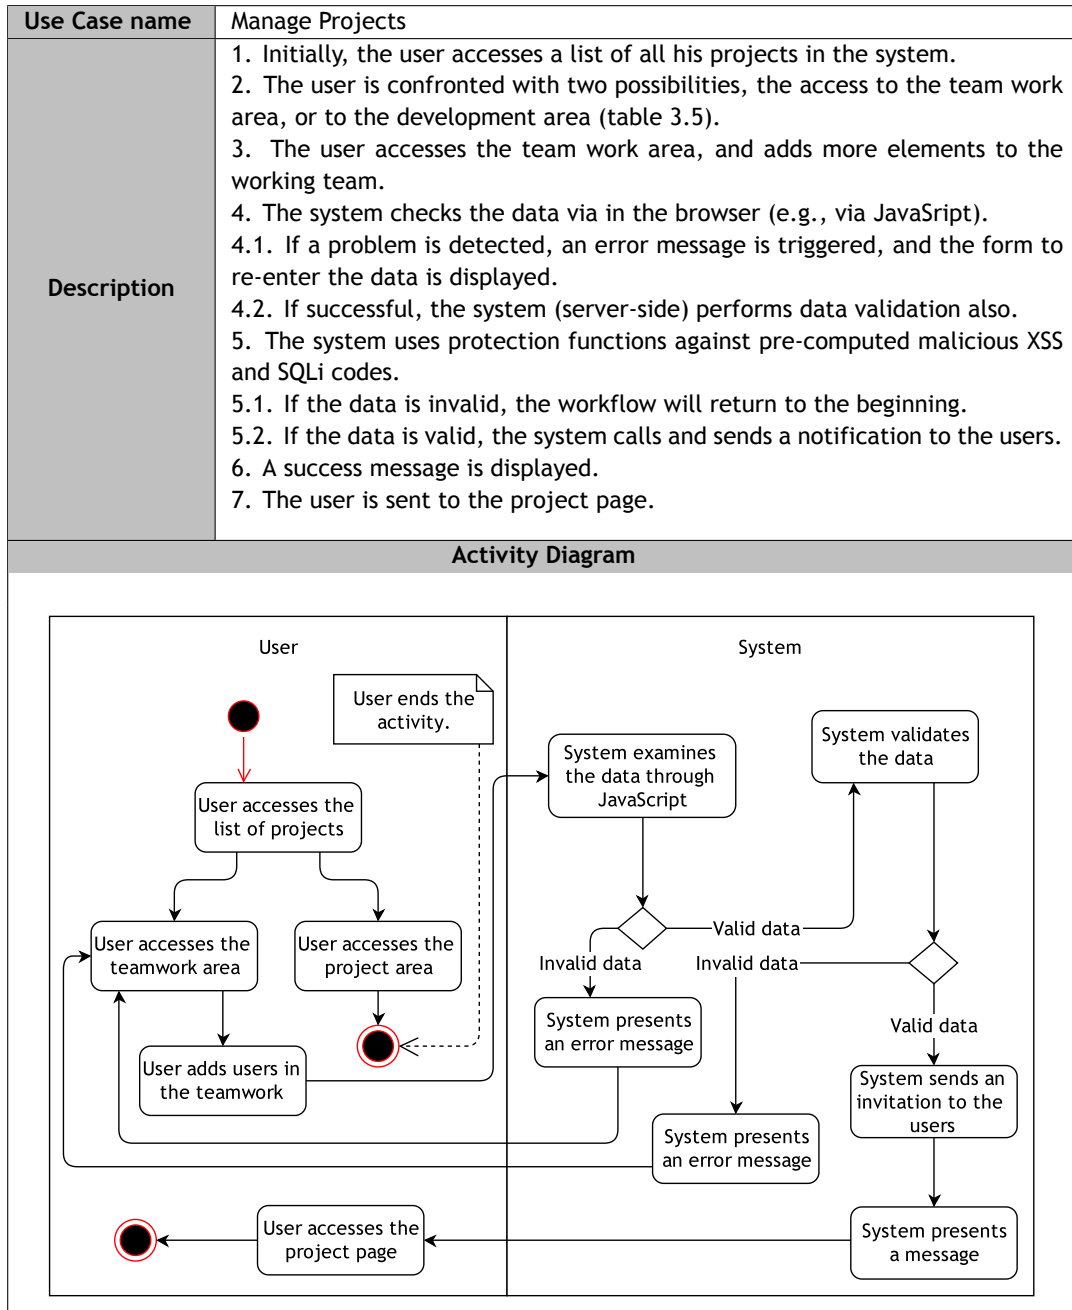 Use Case name
Manage Projects
Description
1. Initially, the user accesses a list of all his projects in the system.
2. The user is confronted with two possibilities, the access to the team work
area, or to the development area (table 3.5).
3. The user accesses the team work area, and adds more elements to the
working team.
4. The system checks the data via in the browser (e.g., via JavaSript).
4.1. If a problem is detected, an error message is triggered, and the form to
re-enter the data is displayed.
4.2. If successful, the system (server-side) performs data validation also.
5. The system uses protection functions against pre-computed malicious XSS
and SQLi codes.
5.1. If the data is invalid, the workflow will return to the beginning.
5.2. If the data is valid, the system calls and sends a notification to the users.
6. A success message is displayed.
7. The user is sent to the project page.
Activity Diagram
User
User ends the
activity.
User accesses the
list of projects
User accesses the
teamwork area
User accesses the
project area
User adds users in
the teamwork
User accesses the
project page
System
System examines
the data through
JavaScript
System validates
the data
Valid data
Invalid data
Invalid data
System presents
an error message
Valid data
System sends an
invitation to the
users
System presents
an error message
System presents
a message